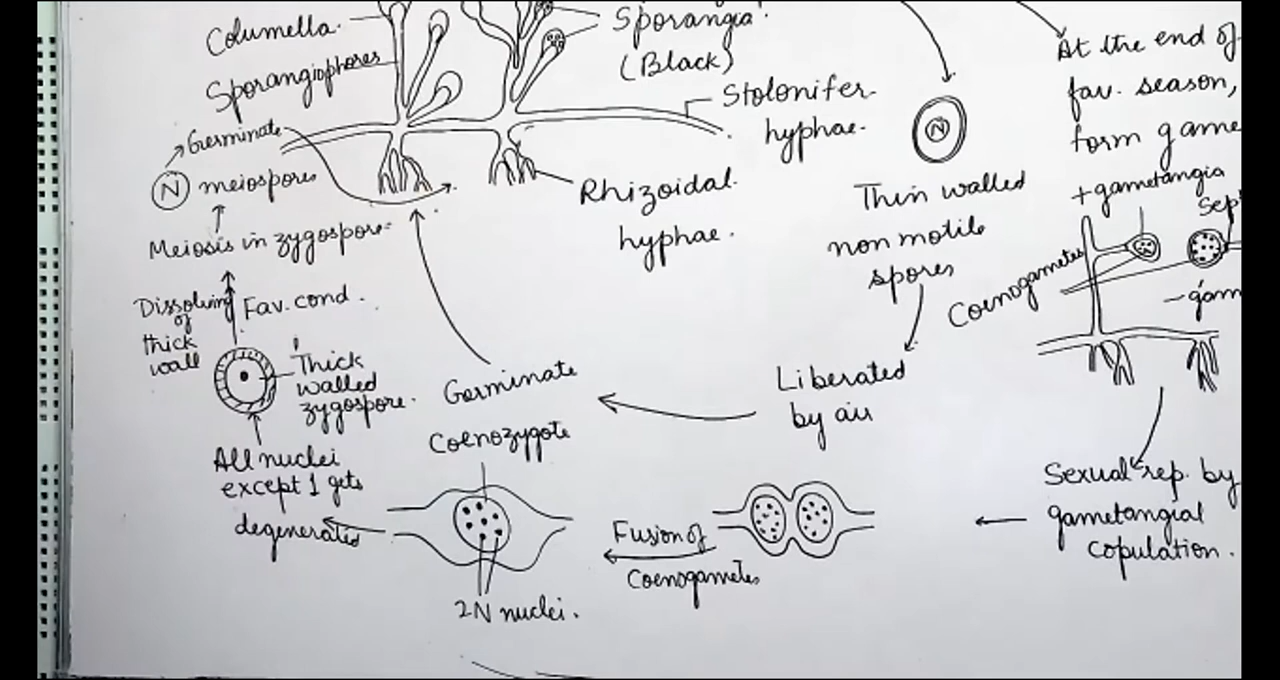 Columella.
Sporangiophores
Sporangia
(Black)
Stolonifer
hyphae.
Rhizoidal
hyphae.
Germinate
N meiospores
Meiosis in zygospore
Dissolving
of
thick
wall
Fav. cond.
Thick
walled
zygospore.
All nuclei
except 1 gets
degenerated
Germinate
Coenozygote
2N nuclei.
Fusion of
Coenogametes
N
Thin walled
non motile
spores
Liberated
by air
At the end of
fav. season,
form game
+gametangia
Sep
Coenogametes
-gam
Sexual rep. by
gametangial
copulation.